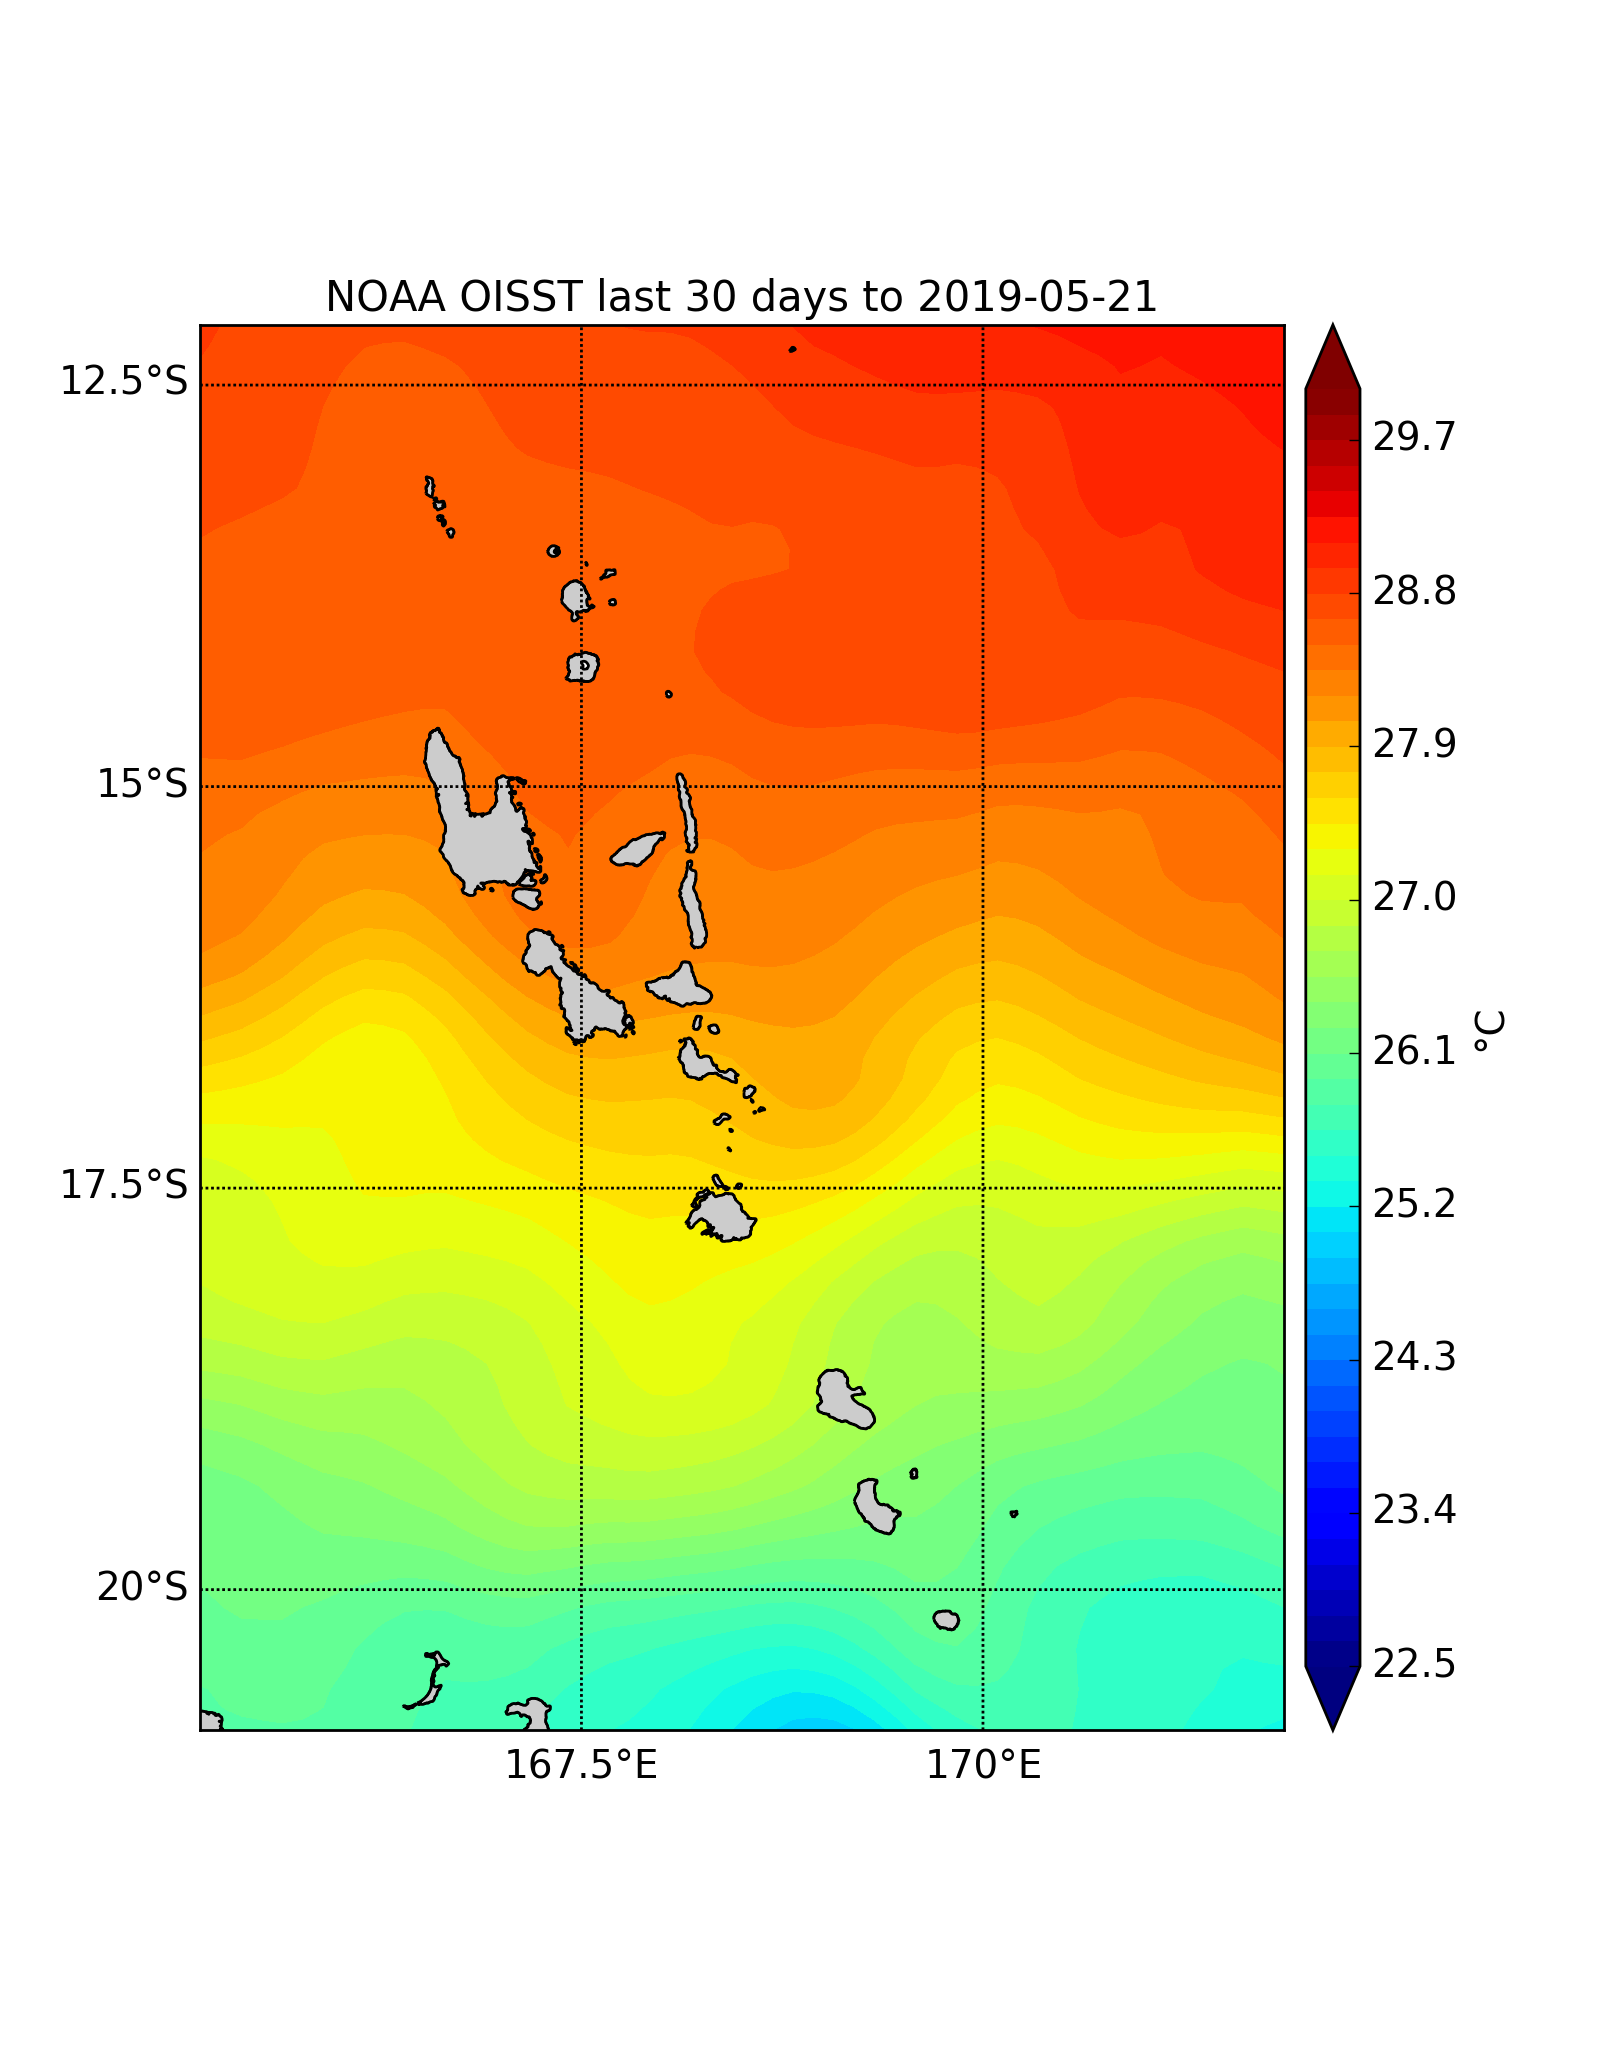 NOAA OISST last 30 days to 2019-05-21
12.5°S
15°S
17.5°S
20°S
167.5°E
170°E
29.7
28.8
27.9
27.0
26.1
25.2
24.3
23.4
22.5
°C